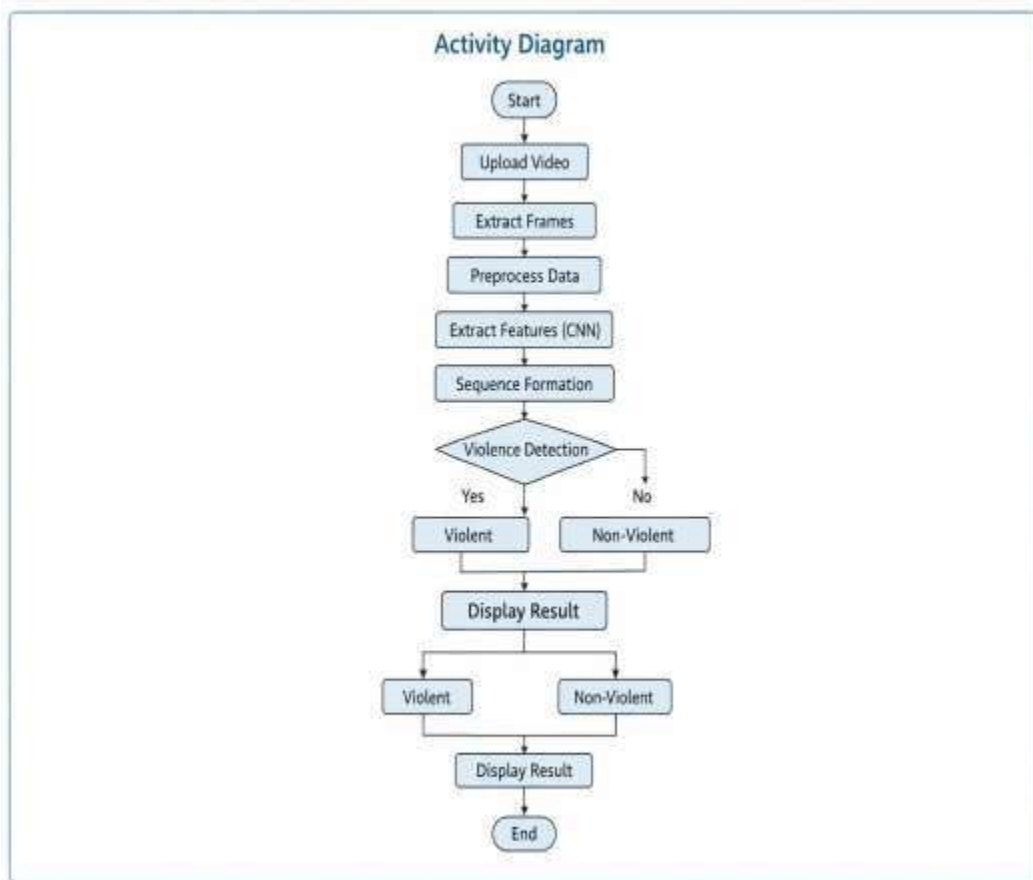 Activity Diagram
Start
Upload Video
Extract Frames
Preprocess Data
Extract Features (CNN)
Sequence Formation
Violence Detection
Yes
No
Violent
Non-Violent
Display Result
Violent
Non-Violent
Display Result
End